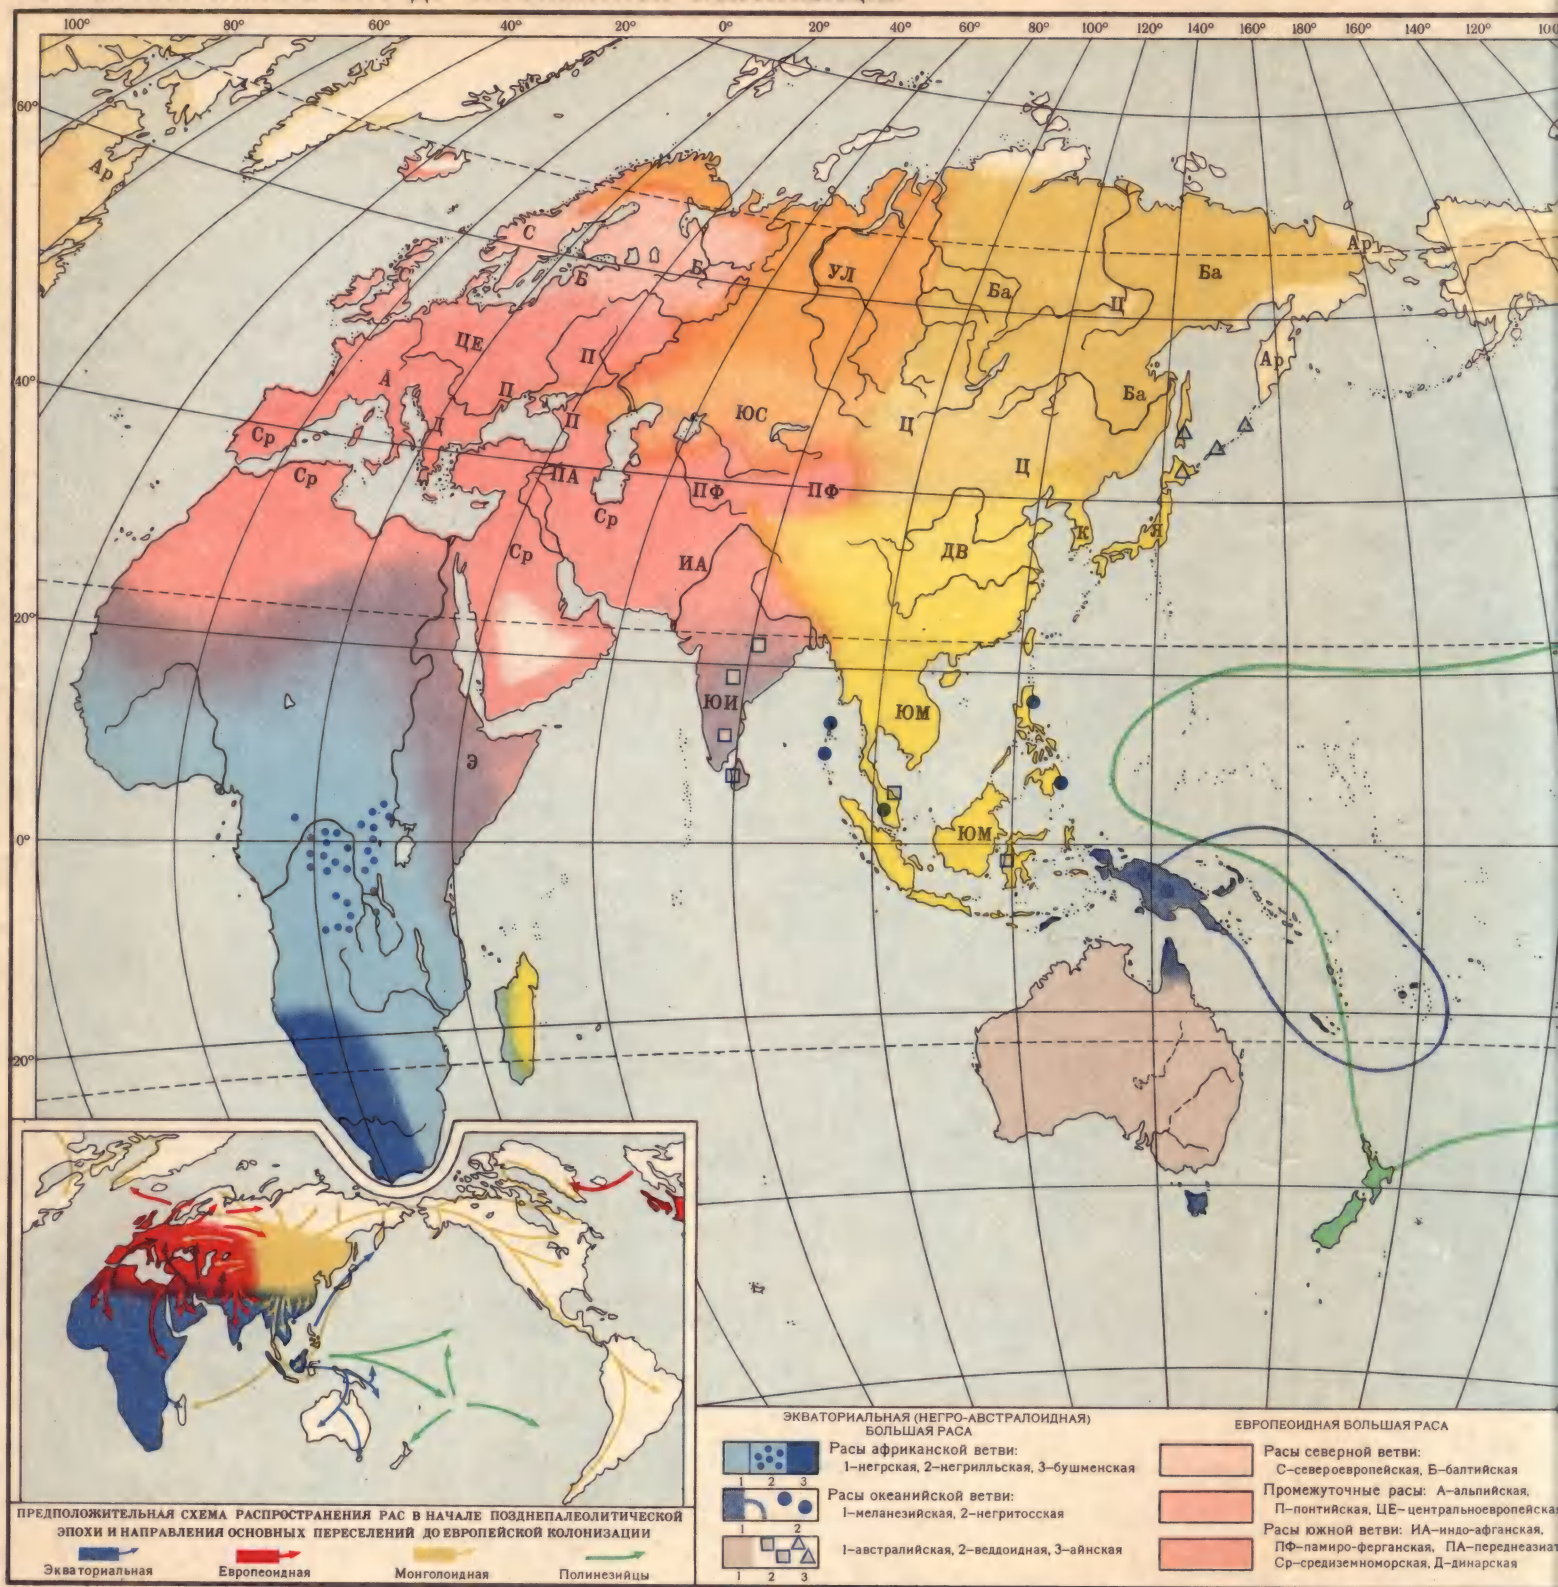 100° 80° 60° 40° 20° 0° 20° 40° 60° 80° 100° 120° 140° 160° 180° 160° 140° 120° 100
60°
40°
20°
0°
20°
Ар
С
Б
Б
УЛ
Ба
Ба
Ц
Ар
Ар
ЦЕ
П
А
П
П
Д
Ср
Ср
ЮС
Ц
Ба
Ц
ПА
ПФ
ПФ
Ср
Ср
ИА
ДВ
К
Я
ЮИ
ЮМ
Э
ЮМ
ПРЕДПОЛОЖИТЕЛЬНАЯ СХЕМА РАСПРОСТРАНЕНИЯ РАС В НАЧАЛЕ ПОЗДНЕПАЛЕОЛИТИЧЕСКОЙ
ЭПОХИ И НАПРАВЛЕНИЯ ОСНОВНЫХ ПЕРЕСЕЛЕНИЙ ДО ЕВРОПЕЙСКОЙ КОЛОНИЗАЦИИ
Экваториальная Европеоидная Монголоидная Полинезийцы
ЭКВАТОРИАЛЬНАЯ (НЕГРО-АВСТРАЛОИДНАЯ)
БОЛЬШАЯ РАСА
Расы африканской ветви:
1–негрская, 2–негрилльская, 3–бушменская
1 2 3
Расы океанийской ветви:
1–меланезийская, 2–негритосская
1 2
1–австралийская, 2–веддоидная, 3–айнская
1 2 3
ЕВРОПЕОИДНАЯ БОЛЬШАЯ РАСА
Расы северной ветви:
С–североевропейская, Б–балтийская
Промежуточные расы: А–альпийская,
П–понтийская, ЦЕ–центральноевропейская
Расы южной ветви: ИА–индо-афганская,
ПФ–памиро-ферганская, ПА–переднеазиат
Ср–средиземноморская, Д–динарская